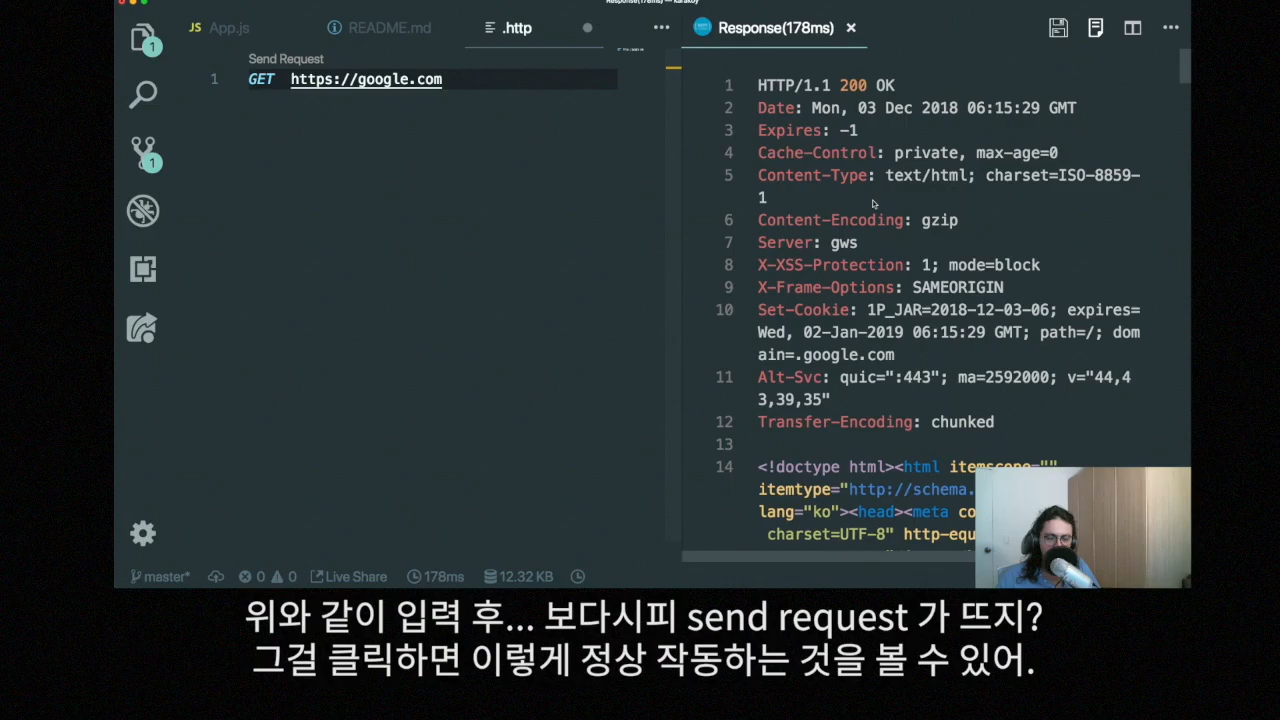 Response(178ms) — karakoy
JS App.js
README.md
.http
Response(178ms)
1
1
Send Request
1 GET https://google.com
1 HTTP/1.1 200 OK
2 Date: Mon, 03 Dec 2018 06:15:29 GMT
3 Expires: -1
4 Cache-Control: private, max-age=0
5 Content-Type: text/html; charset=ISO-8859-
1
6 Content-Encoding: gzip
7 Server: gws
8 X-XSS-Protection: 1; mode=block
9 X-Frame-Options: SAMEORIGIN
10 Set-Cookie: 1P_JAR=2018-12-03-06; expires=
Wed, 02-Jan-2019 06:15:29 GMT; path=/; dom
ain=.google.com
11 Alt-Svc: quic=":443"; ma=2592000; v="44,4
3,39,35"
12 Transfer-Encoding: chunked
13
14 <!doctype html><html itemscope=""
itemtype="http://schema.
lang="ko"><head><meta co
charset=UTF-8" http-equ
master* 0 0 Live Share 178ms 12.32 KB
위와 같이 입력 후... 보다시피 send request 가 뜨지?
그걸 클릭하면 이렇게 정상 작동하는 것을 볼 수 있어.